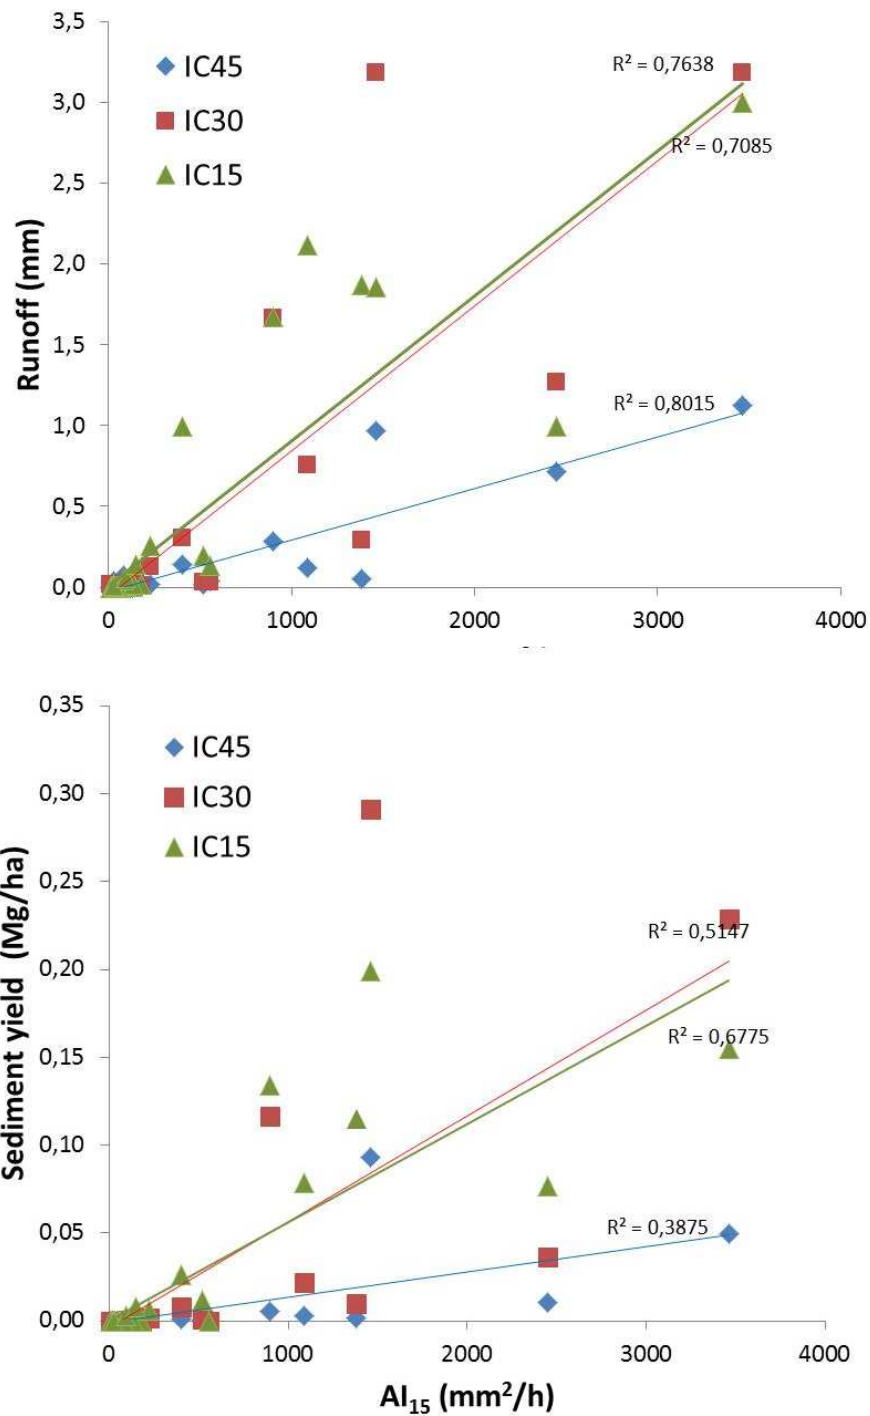 3,5
3,0
2,5
2,0
1,5
1,0
0,5
0,0
Runoff (mm)
IC45
IC30
IC15
R² = 0,7638
R² = 0,7085
R² = 0,8015
0 1000 2000 3000 4000
0,35
0,30
0,25
0,20
0,15
0,10
0,05
0,00
Sediment yield (Mg/ha)
IC45
IC30
IC15
R² = 0,5147
R² = 0,6775
R² = 0,3875
0 1000 2000 3000 4000
AI₁₅ (mm²/h)